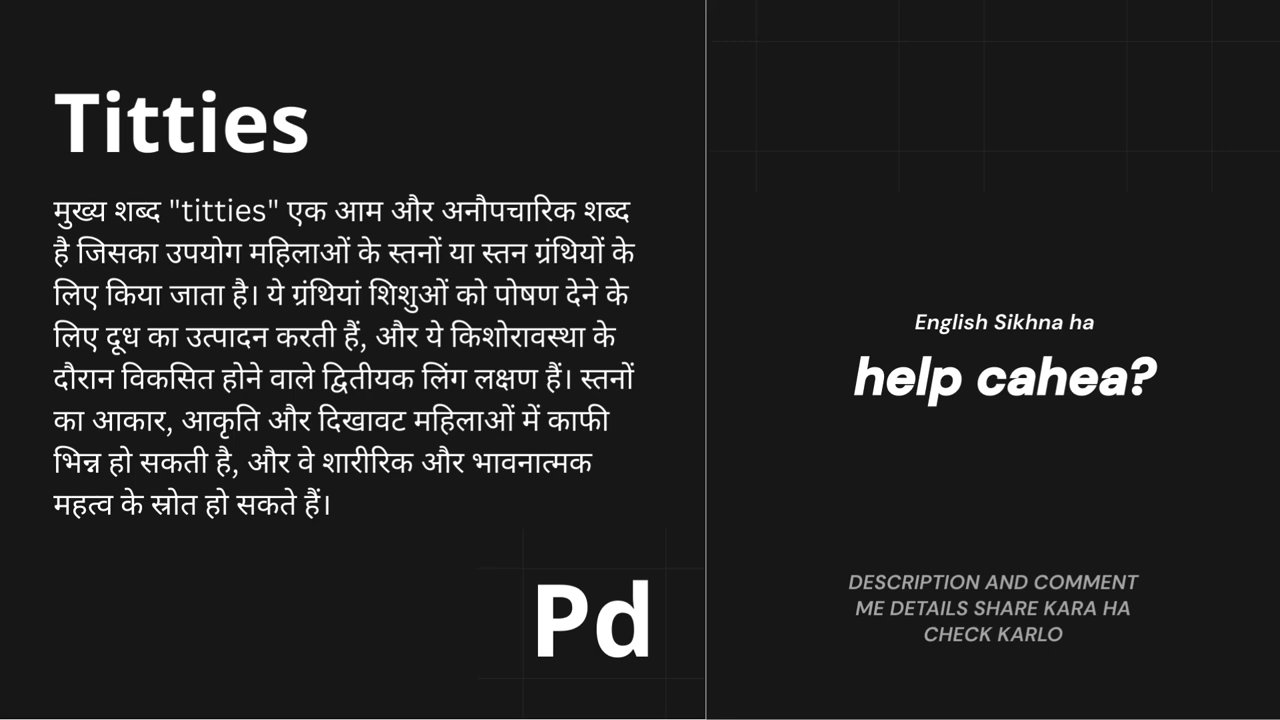 Titties
मुख्य शब्द "titties" एक आम और अनौपचारिक शब्द
है जिसका उपयोग महिलाओं के स्तनों या स्तन ग्रंथियों के
लिए किया जाता है। ये ग्रंथियां शिशुओं को पोषण देने के
लिए दूध का उत्पादन करती हैं, और ये किशोरावस्था के
दौरान विकसित होने वाले द्वितीयक लिंग लक्षण हैं। स्तनों
का आकार, आकृति और दिखावट महिलाओं में काफी
भिन्न हो सकती है, और वे शारीरिक और भावनात्मक
महत्व के स्रोत हो सकते हैं।
Pd
English Sikhna ha
help cahea?
DESCRIPTION AND COMMENT
ME DETAILS SHARE KARA HA
CHECK KARLO